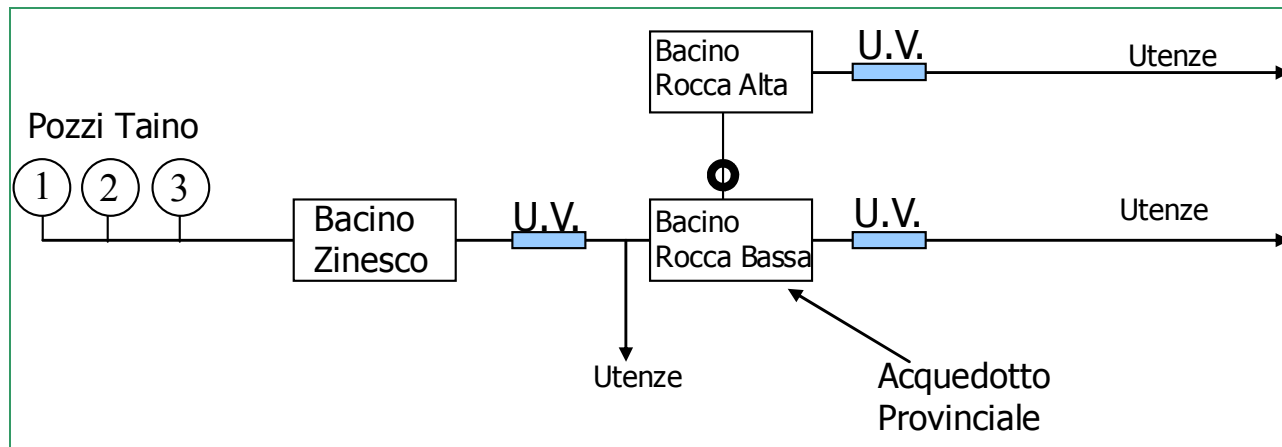 Bacino
Rocca Alta
U.V.
Utenze
Pozzi Taino
1 2 3
Bacino
Zinesco
U.V.
Bacino
Rocca Bassa
U.V.
Utenze
Utenze
Acquedotto
Provinciale